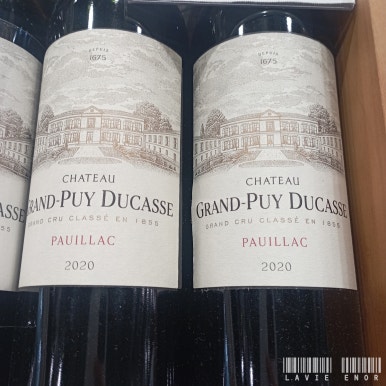 DEPUIS
1675
CHATEAU
GRAND-PUY DUCASSE
GRAND CRU CLASSÉ EN 1855
PAUILLAC
2020
DEPUIS
1675
CHATEAU
GRAND-PUY DUCASSE
GRAND CRU CLASSÉ EN 1855
PAUILLAC
2020
ASSE
LAVIE ENOR